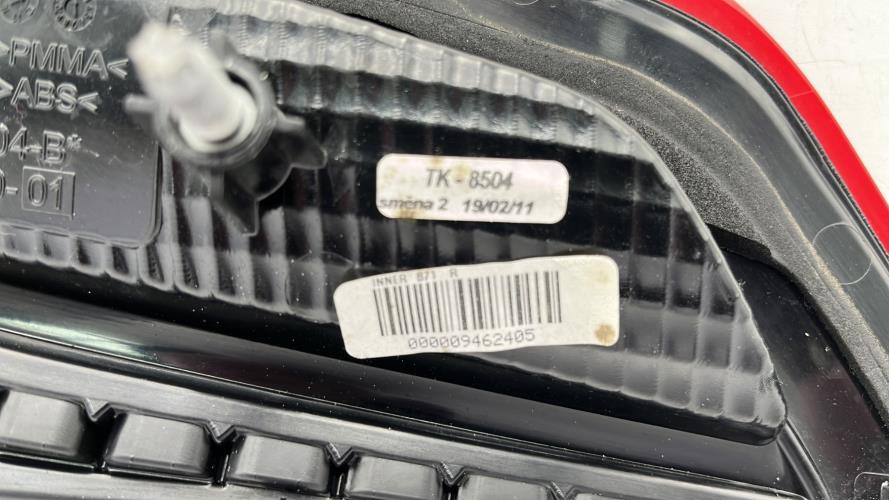 >PMMA<
>ABS<
04-B*
0-01
TK - 8504
směna 2 19/02/11
INNER 871 R
000009462405